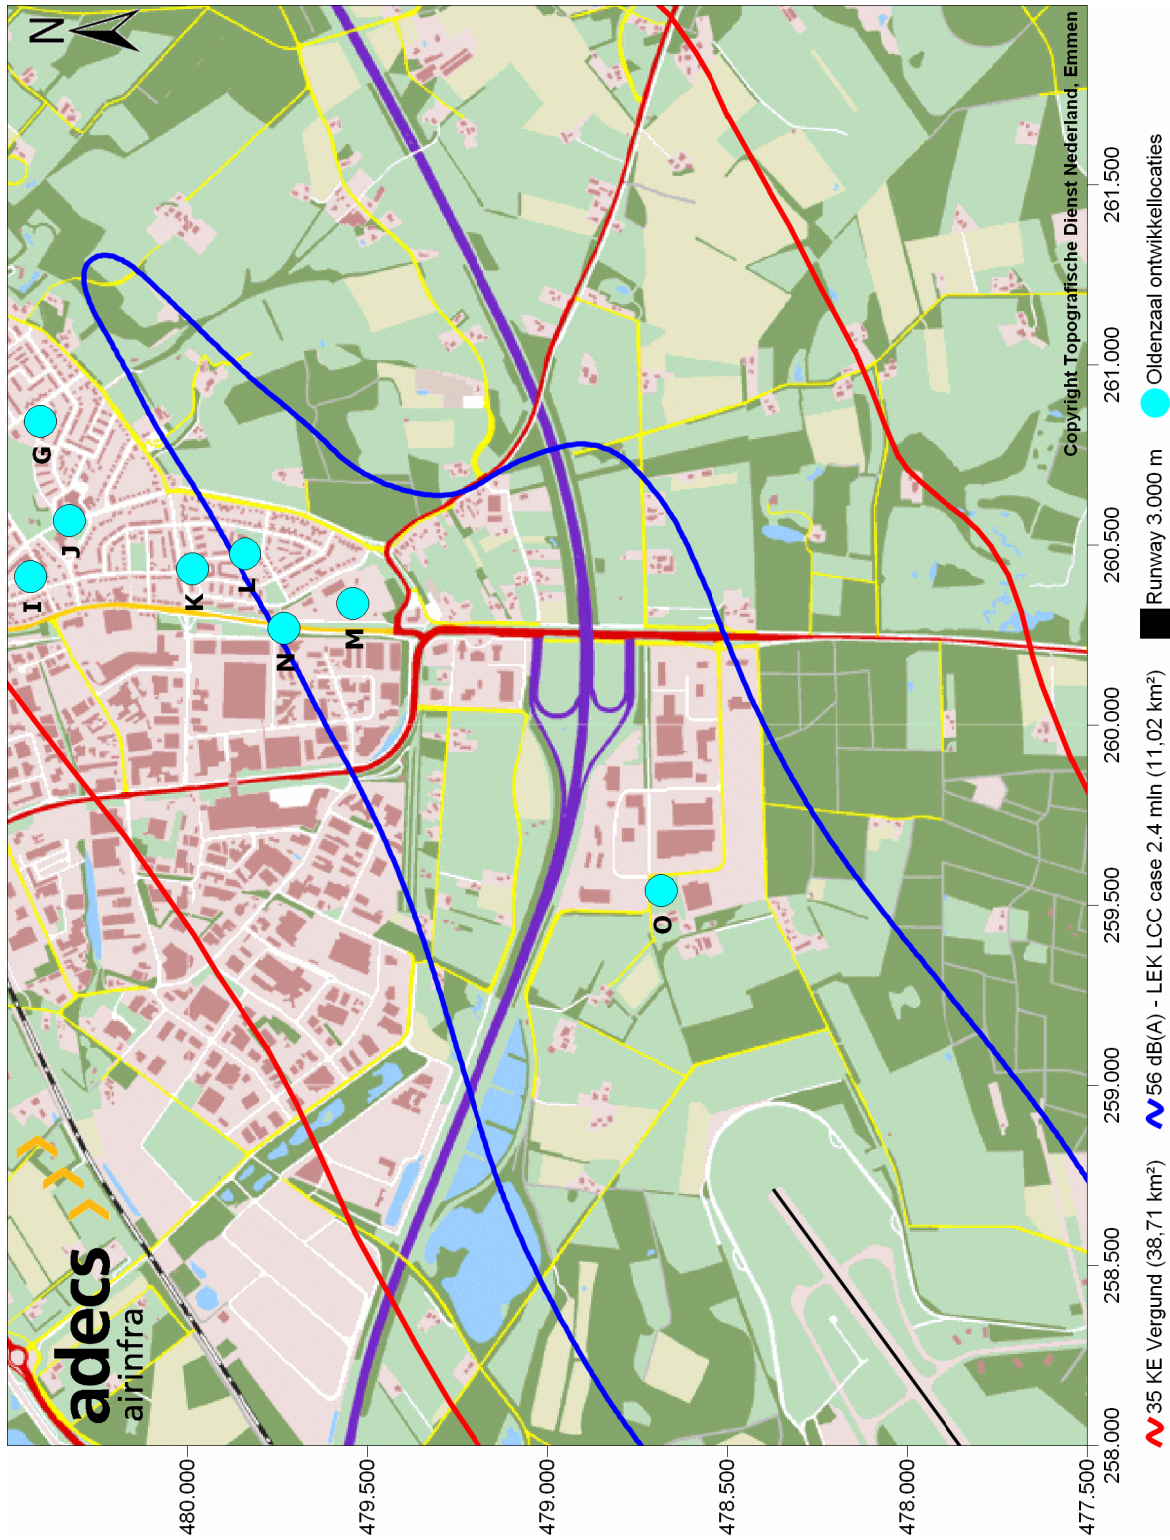 adecs
airinfra
N
G
J
I
K
L
N
M
O
Copyright Topografische Dienst Nederland, Emmen
480.000
479.500
479.000
478.500
478.000
477.500
258.000
258.500
259.000
259.500
260.000
260.500
261.000
261.500
35 KE Vergund (38,71 km²)
56 dB(A) - LEK LCC case 2.4 mln (11,02 km²)
Runway 3.000 m
Oldenzaal ontwikkellocaties